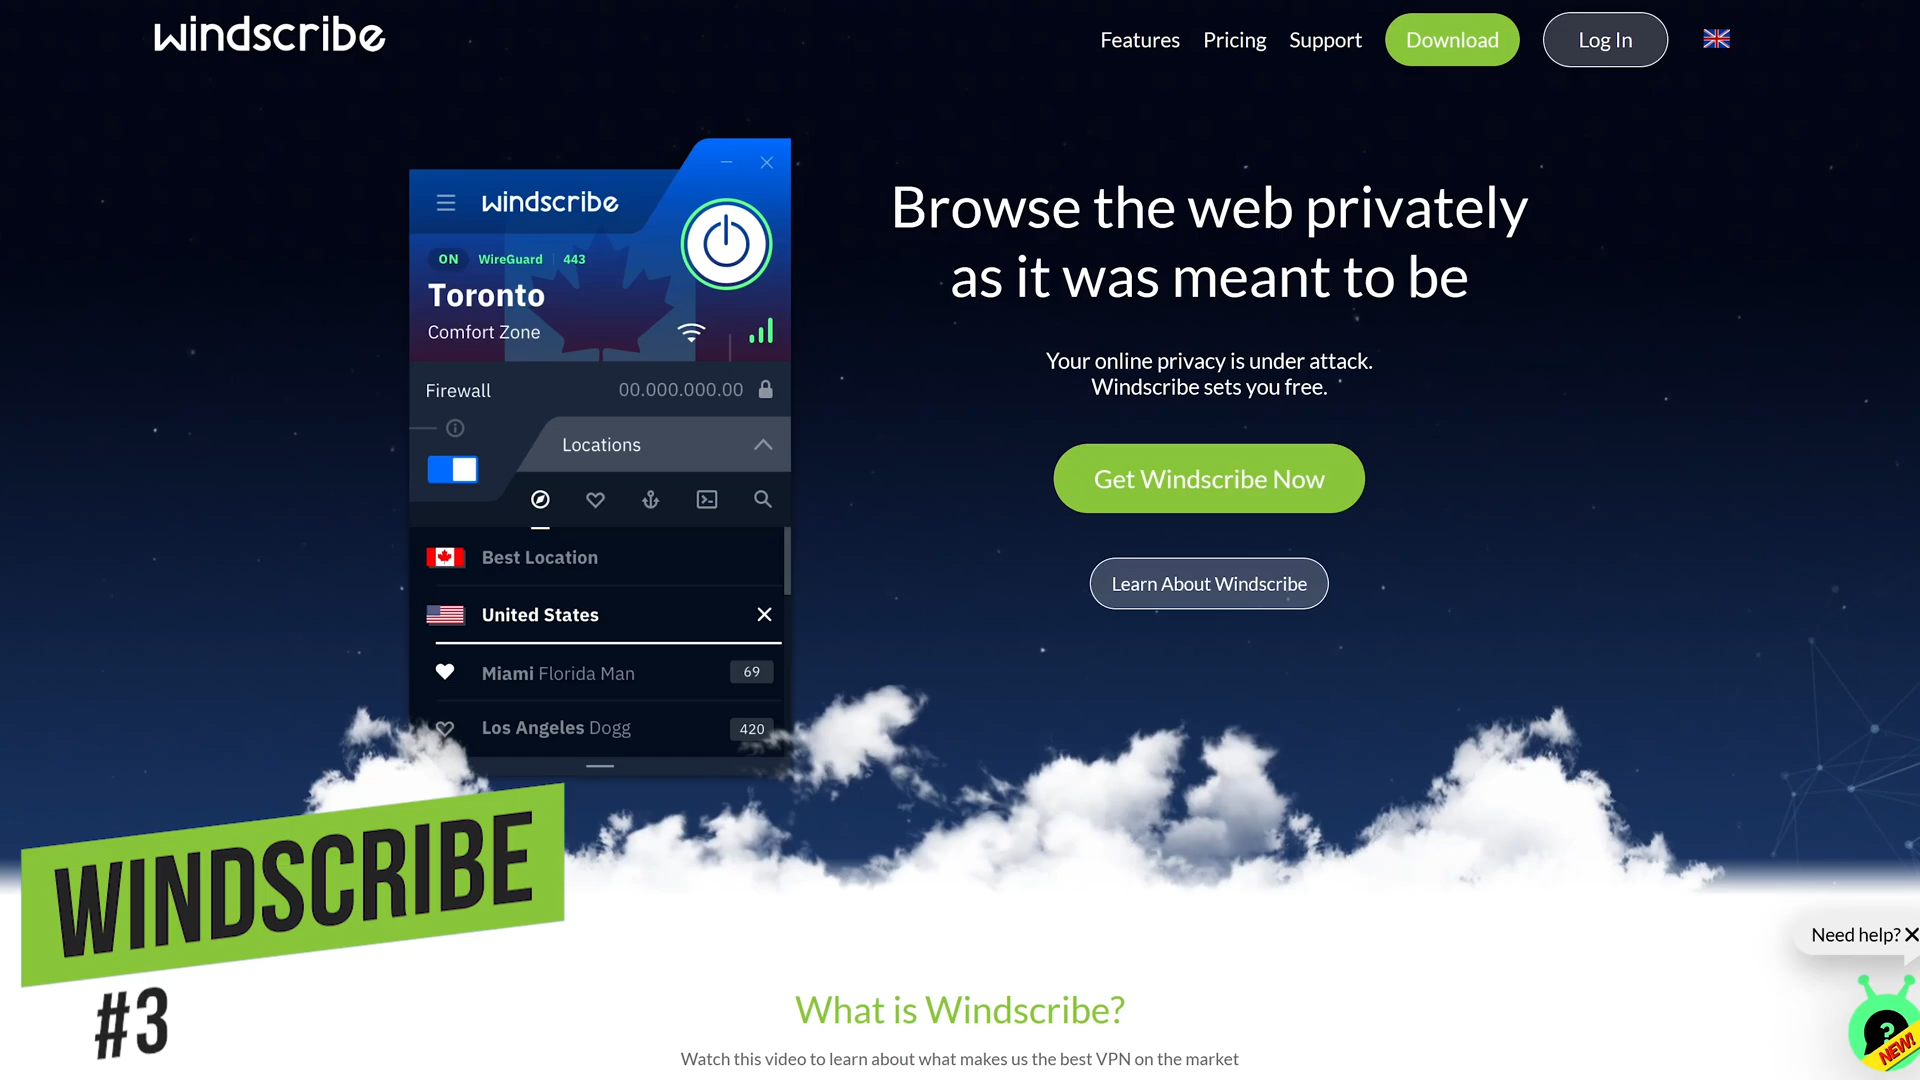 windscribe
Features Pricing Support Download Log In
windscribe
ON WireGuard 443
Toronto
Comfort Zone
Firewall 00.000.000.00
Locations
Best Location
United States
Miami Florida Man 69
Los Angeles Dogg 420
Browse the web privately
as it was meant to be
Your online privacy is under attack.
Windscribe sets you free.
Get Windscribe Now
Learn About Windscribe
WINDSCRIBE
#3
Need help?
?
NEW!
What is Windscribe?
Watch this video to learn about what makes us the best VPN on the market